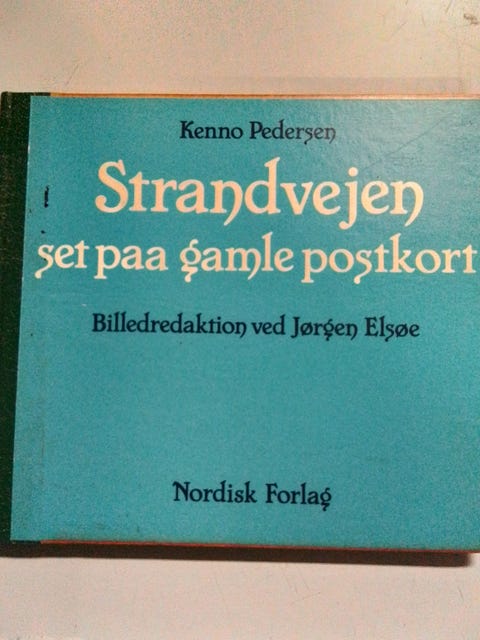 Kenno Pedersen
Strandvejen
set paa gamle postkort
Billedredaktion ved Jørgen Elsøe
Nordisk Forlag